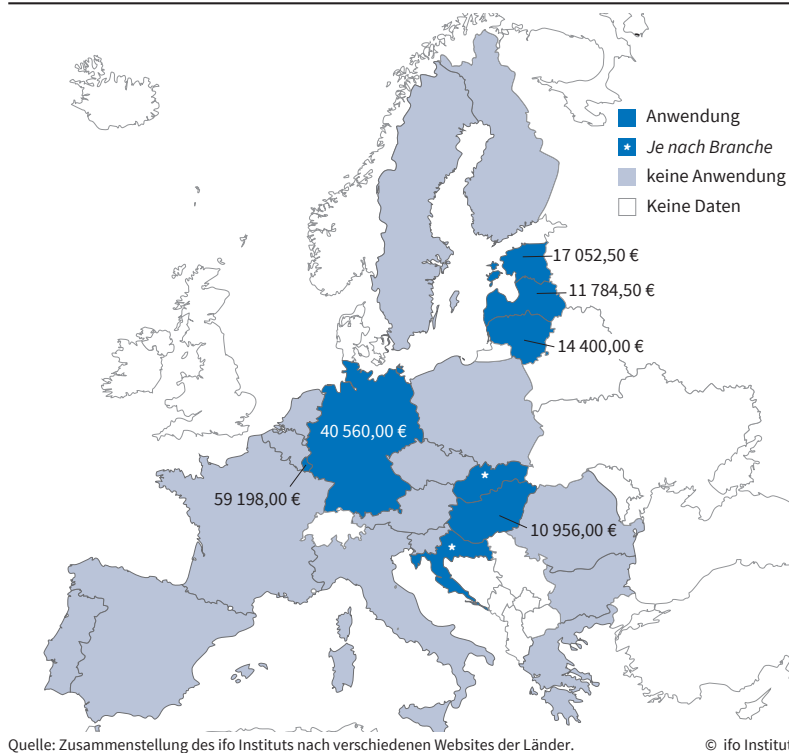 Anwendung
Je nach Branche
keine Anwendung
Keine Daten
17 052,50 €
11 784,50 €
14 400,00 €
40 560,00 €
59 198,00 €
10 956,00 €
Quelle: Zusammenstellung des ifo Instituts nach verschiedenen Websites der Länder.
© ifo Institut